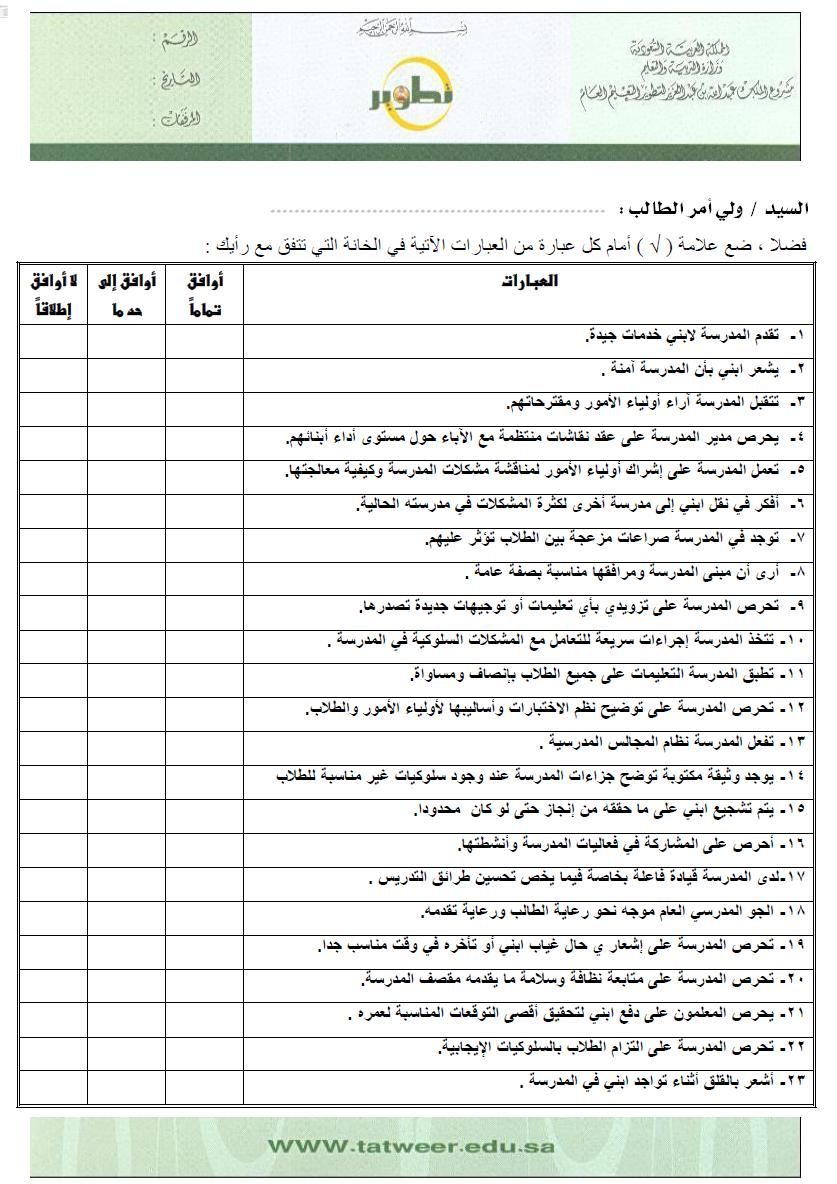 بسم الله الرحمن الرحيم
المملكة العربية السعودية
وزارة التربية والتعليم
مشروع الملك عبدالله بن عبدالعزيز لتطوير التعليم العام
تطوير
الرقم :
التاريخ :
المرفقات :
السيد / ولي أمر الطالب : ------------------------------------------------
فضلا ، ضع علامة ( √ ) أمام كل عبارة من العبارات الآتية في الخانة التي تتفق مع رأيك :
العبارات أوافق تماماً أوافق إلى حد ما لا أوافق إطلاقاً
١- تقدم المدرسة لابني خدمات جيدة.
٢- يشعر ابني بأن المدرسة آمنة .
٣- تتقبل المدرسة آراء أولياء الأمور ومقترحاتهم.
٤- يحرص مدير المدرسة على عقد نقاشات منتظمة مع الآباء حول مستوى أداء أبنائهم.
٥- تعمل المدرسة على إشراك أولياء الأمور لمناقشة مشكلات المدرسة وكيفية معالجتها.
٦- أفكر في نقل ابني إلى مدرسة أخرى لكثرة المشكلات في مدرسته الحالية.
٧- توجد في المدرسة صراعات مزعجة بين الطلاب تؤثر عليهم.
٨- أرى أن مبنى المدرسة ومرافقها مناسبة بصفة عامة .
٩- تحرص المدرسة على تزويدي بأي تعليمات أو توجيهات جديدة تصدرها.
١٠- تتخذ المدرسة إجراءات سريعة للتعامل مع المشكلات السلوكية في المدرسة .
١١- تطبق المدرسة التعليمات على جميع الطلاب بإنصاف ومساواة.
١٢- تحرص المدرسة على توضيح نظم الاختبارات وأساليبها لأولياء الأمور والطلاب.
١٣- تفعل المدرسة نظام المجالس المدرسية .
١٤- يوجد وثيقة مكتوبة توضح جزاءات المدرسة عند وجود سلوكيات غير مناسبة للطلاب
١٥- يتم تشجيع ابني على ما حققه من إنجاز حتى لو كان محدودا.
١٦- أحرص على المشاركة في فعاليات المدرسة وأنشطتها.
١٧-لدى المدرسة قيادة فاعلة بخاصة فيما يخص تحسين طرائق التدريس .
١٨- الجو المدرسي العام موجه نحو رعاية الطالب ورعاية تقدمه.
١٩- تحرص المدرسة على إشعار ي حال غياب ابني أو تأخره في وقت مناسب جدا.
٢٠- تحرص المدرسة على متابعة نظافة وسلامة ما يقدمه مقصف المدرسة.
٢١- يحرص المعلمون على دفع ابني لتحقيق أقصى التوقعات المناسبة لعمره .
٢٢- تحرص المدرسة على التزام الطلاب بالسلوكيات الإيجابية.
٢٣- أشعر بالقلق أثناء تواجد ابني في المدرسة .
WWW.tatweer.edu.sa